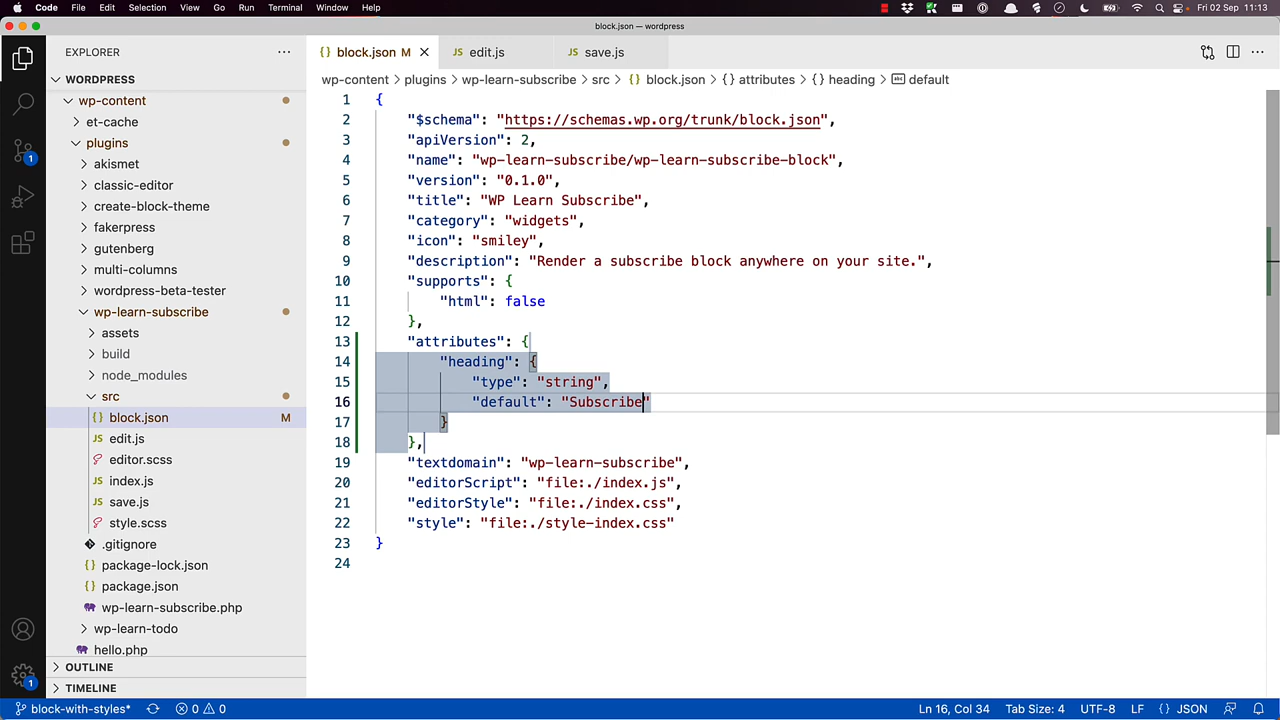 Code File Edit Selection View Go Run Terminal Window Help Fri 02 Sep 11:13
block.json — wordpress
EXPLORER
WORDPRESS
wp-content
et-cache
plugins
akismet
classic-editor
create-block-theme
fakerpress
gutenberg
multi-columns
wordpress-beta-tester
wp-learn-subscribe
assets
build
node_modules
src
{} block.json M
JS edit.js
editor.scss
JS index.js
JS save.js
style.scss
.gitignore
{} package-lock.json
{} package.json
wp-learn-subscribe.php
wp-learn-todo
hello.php
OUTLINE
TIMELINE
1
1
{} block.json M JS edit.js JS save.js
wp-content > plugins > wp-learn-subscribe > src > {} block.json > {} attributes > {} heading > default
1 {
2 "$schema": "https://schemas.wp.org/trunk/block.json",
3 "apiVersion": 2,
4 "name": "wp-learn-subscribe/wp-learn-subscribe-block",
5 "version": "0.1.0",
6 "title": "WP Learn Subscribe",
7 "category": "widgets",
8 "icon": "smiley",
9 "description": "Render a subscribe block anywhere on your site.",
10 "supports": {
11 "html": false
12 },
13 "attributes": {
14 "heading": {
15 "type": "string",
16 "default": "Subscribe"
17 }
18 },
19 "textdomain": "wp-learn-subscribe",
20 "editorScript": "file:./index.js",
21 "editorStyle": "file:./index.css",
22 "style": "file:./style-index.css"
23 }
24
block-with-styles* 0 0 Ln 16, Col 34 Tab Size: 4 UTF-8 LF {} JSON